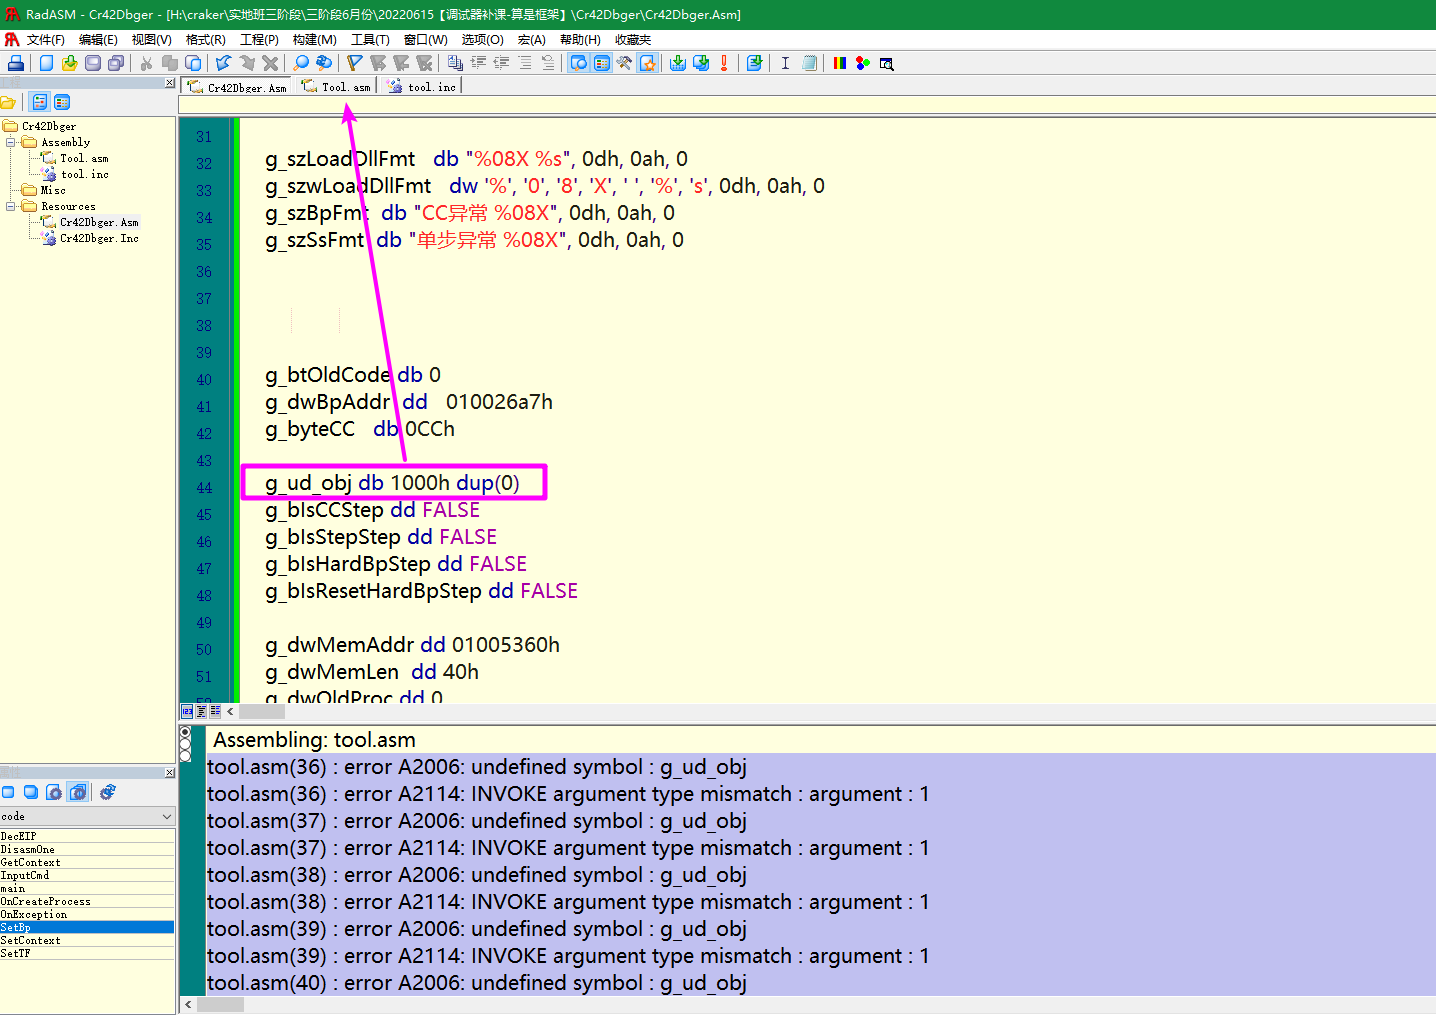 RadASM - Cr42Dbger - [H:\craker\实地班三阶段\三阶段6月份\20220615【调试器补课-算是框架】\Cr42Dbger\Cr42Dbger.Asm]
文件(F) 编辑(E) 视图(V) 格式(R) 工程(P) 构建(M) 工具(T) 窗口(W) 选项(O) 宏(A) 帮助(H) 收藏夹
Cr42Dbger.Asm Tool.asm tool.inc
Cr42Dbger
Assembly
Tool.asm
tool.inc
Misc
Resources
Cr42Dbger.Asm
Cr42Dbger.Inc
31
32 g_szLoadDllFmt db "%08X %s", 0dh, 0ah, 0
33 g_szwLoadDllFmt dw '%', '0', '8', 'X', ' ', '%', 's', 0dh, 0ah, 0
34 g_szBpFmt db "CC异常 %08X", 0dh, 0ah, 0
35 g_szSsFmt db "单步异常 %08X", 0dh, 0ah, 0
36
37
38
39
40 g_btOldCode db 0
41 g_dwBpAddr dd 010026a7h
42 g_byteCC db 0CCh
43
44 g_ud_obj db 1000h dup(0)
45 g_bIsCCStep dd FALSE
46 g_bIsStepStep dd FALSE
47 g_bIsHardBpStep dd FALSE
48 g_bIsResetHardBpStep dd FALSE
49
50 g_dwMemAddr dd 01005360h
51 g_dwMemLen dd 40h
52 g_dwOldProc dd 0
code
DecEIP
DisasmOne
GetContext
InputCmd
main
OnCreateProcess
OnException
SetBp
SetContext
SetTF
Assembling: tool.asm
tool.asm(36) : error A2006: undefined symbol : g_ud_obj
tool.asm(36) : error A2114: INVOKE argument type mismatch : argument : 1
tool.asm(37) : error A2006: undefined symbol : g_ud_obj
tool.asm(37) : error A2114: INVOKE argument type mismatch : argument : 1
tool.asm(38) : error A2006: undefined symbol : g_ud_obj
tool.asm(38) : error A2114: INVOKE argument type mismatch : argument : 1
tool.asm(39) : error A2006: undefined symbol : g_ud_obj
tool.asm(39) : error A2114: INVOKE argument type mismatch : argument : 1
tool.asm(40) : error A2006: undefined symbol : g_ud_obj